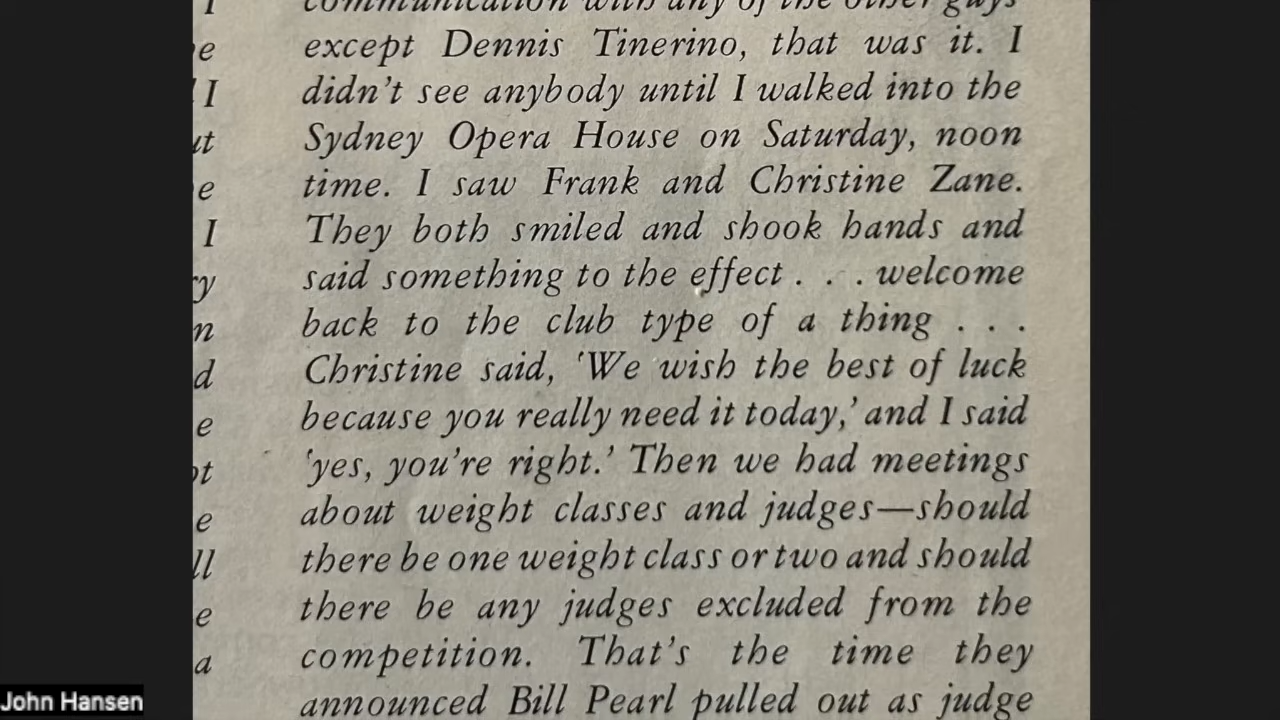 I
communication with any of the other guys
e
except Dennis Tinerino, that was it. I
I
didn't see anybody until I walked into the
ut
Sydney Opera House on Saturday, noon
e
time. I saw Frank and Christine Zane.
I
They both smiled and shook hands and
ry
said something to the effect . . . welcome
n
back to the club type of a thing . . .
d
Christine said, 'We wish the best of luck
e
because you really need it today,' and I said
ot
'yes, you're right.' Then we had meetings
e
about weight classes and judges—should
ll
there be one weight class or two and should
e
there be any judges excluded from the
a
competition. That's the time they
announced Bill Pearl pulled out as judge
John Hansen